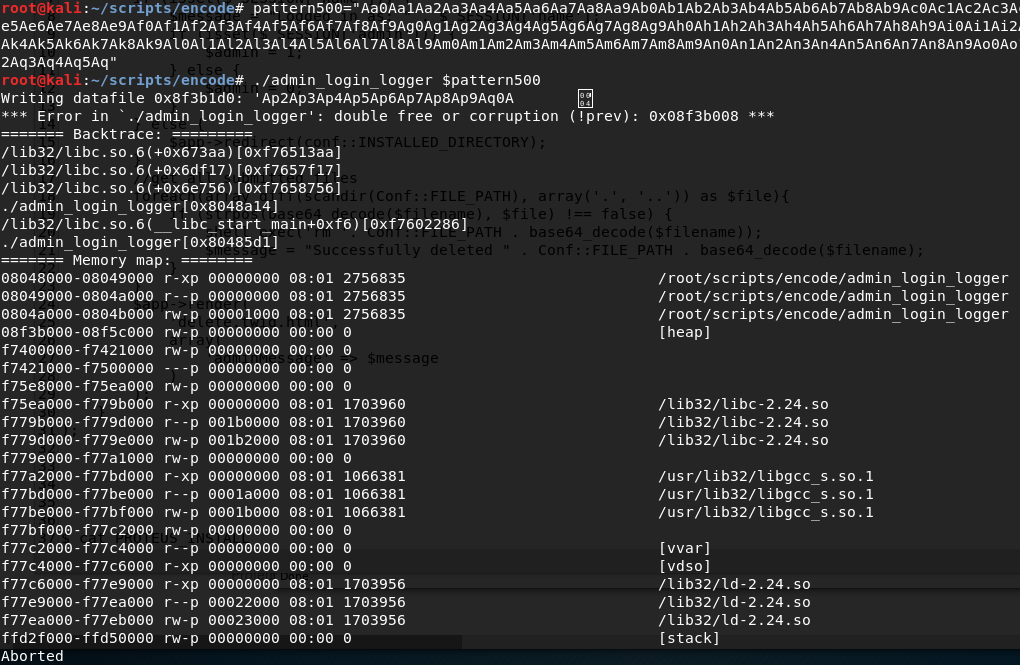 root@kali:~/scripts/encode# pattern500="Aa0Aa1Aa2Aa3Aa4Aa5Aa6Aa7Aa8Aa9Ab0Ab1Ab2Ab3Ab4Ab5Ab6Ab7Ab8Ab9Ac0Ac1Ac2Ac3A
e5Ae6Ae7Ae8Ae9Af0Af1Af2Af3Af4Af5Af6Af7Af8Af9Ag0Ag1Ag2Ag3Ag4Ag5Ag6Ag7Ag8Ag9Ah0Ah1Ah2Ah3Ah4Ah5Ah6Ah7Ah8Ah9Ai0Ai1Ai2A
Ak4Ak5Ak6Ak7Ak8Ak9Al0Al1Al2Al3Al4Al5Al6Al7Al8Al9Am0Am1Am2Am3Am4Am5Am6Am7Am8Am9An0An1An2An3An4An5An6An7An8An9Ao0Ao
2Aq3Aq4Aq5Aq"
root@kali:~/scripts/encode# ./admin_login_logger $pattern500
Writing datafile 0x8f3b1d0: 'Ap2Ap3Ap4Ap5Ap6Ap7Ap8Ap9Aq0A
*** Error in `./admin_login_logger': double free or corruption (!prev): 0x08f3b008 ***
======= Backtrace: =========
/lib32/libc.so.6(+0x673aa)[0xf76513aa]
/lib32/libc.so.6(+0x6df17)[0xf7657f17]
/lib32/libc.so.6(+0x6e756)[0xf7658756]
./admin_login_logger[0x8048a14]
/lib32/libc.so.6(__libc_start_main+0xf6)[0xf7602286]
./admin_login_logger[0x80485d1]
======= Memory map: ========
08048000-08049000 r-xp 00000000 08:01 2756835 /root/scripts/encode/admin_login_logger
08049000-0804a000 r--p 00000000 08:01 2756835 /root/scripts/encode/admin_login_logger
0804a000-0804b000 rw-p 00001000 08:01 2756835 /root/scripts/encode/admin_login_logger
08f3b000-08f5c000 rw-p 00000000 00:00 0 [heap]
f7400000-f7421000 rw-p 00000000 00:00 0
f7421000-f7500000 ---p 00000000 00:00 0
f75e8000-f75ea000 rw-p 00000000 00:00 0
f75ea000-f779b000 r-xp 00000000 08:01 1703960 /lib32/libc-2.24.so
f779b000-f779d000 r--p 001b0000 08:01 1703960 /lib32/libc-2.24.so
f779d000-f779e000 rw-p 001b2000 08:01 1703960 /lib32/libc-2.24.so
f779e000-f77a1000 rw-p 00000000 00:00 0
f77a2000-f77bd000 r-xp 00000000 08:01 1066381 /usr/lib32/libgcc_s.so.1
f77bd000-f77be000 r--p 0001a000 08:01 1066381 /usr/lib32/libgcc_s.so.1
f77be000-f77bf000 rw-p 0001b000 08:01 1066381 /usr/lib32/libgcc_s.so.1
f77bf000-f77c2000 rw-p 00000000 00:00 0
f77c2000-f77c4000 r--p 00000000 00:00 0 [vvar]
f77c4000-f77c6000 r-xp 00000000 00:00 0 [vdso]
f77c6000-f77e9000 r-xp 00000000 08:01 1703956 /lib32/ld-2.24.so
f77e9000-f77ea000 r--p 00022000 08:01 1703956 /lib32/ld-2.24.so
f77ea000-f77eb000 rw-p 00023000 08:01 1703956 /lib32/ld-2.24.so
ffd2f000-ffd50000 rw-p 00000000 00:00 0 [stack]
Aborted